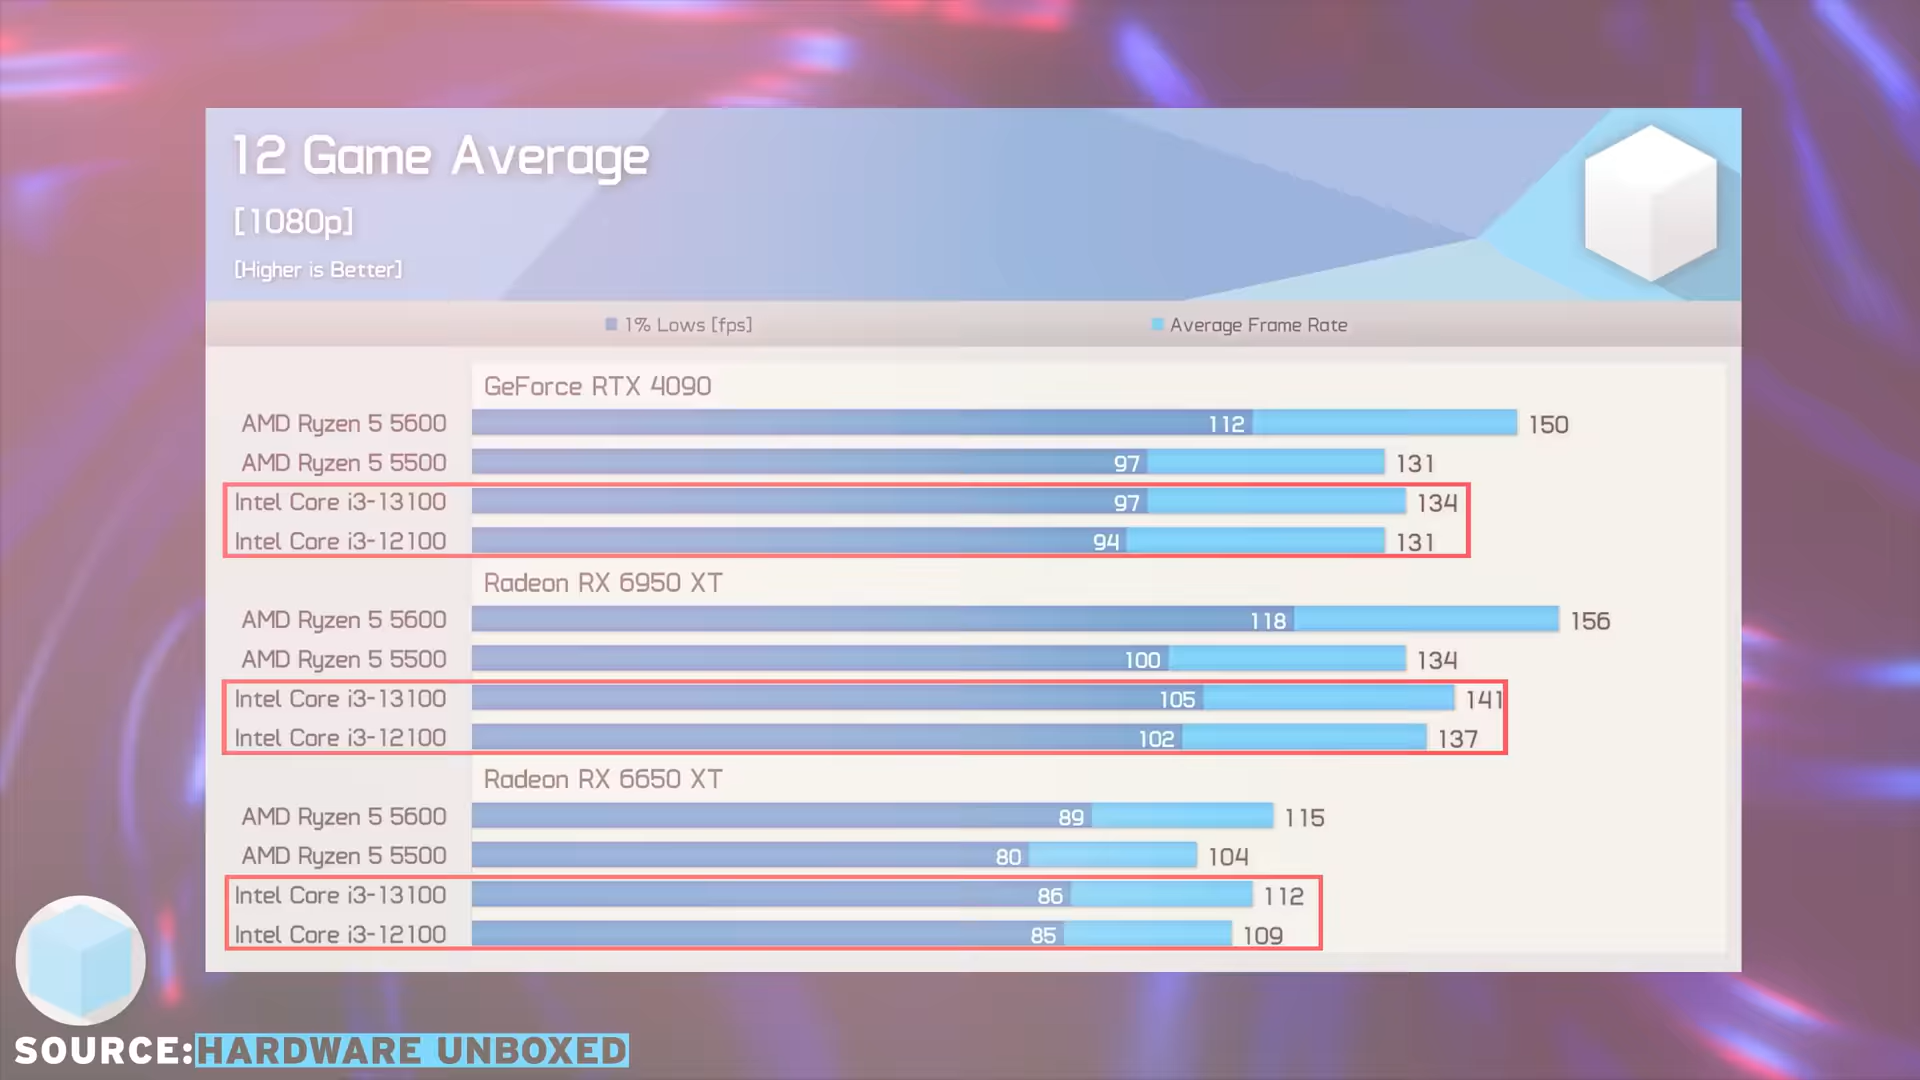 12 Game Average
[1080p]
[Higher is Better]
1% Lows [fps] Average Frame Rate
GeForce RTX 4090
AMD Ryzen 5 5600 112 150
AMD Ryzen 5 5500 97 131
Intel Core i3-13100 97 134
Intel Core i3-12100 94 131
Radeon RX 6950 XT
AMD Ryzen 5 5600 118 156
AMD Ryzen 5 5500 100 134
Intel Core i3-13100 105 141
Intel Core i3-12100 102 137
Radeon RX 6650 XT
AMD Ryzen 5 5600 89 115
AMD Ryzen 5 5500 80 104
Intel Core i3-13100 86 112
Intel Core i3-12100 85 109
SOURCE:HARDWARE UNBOXED